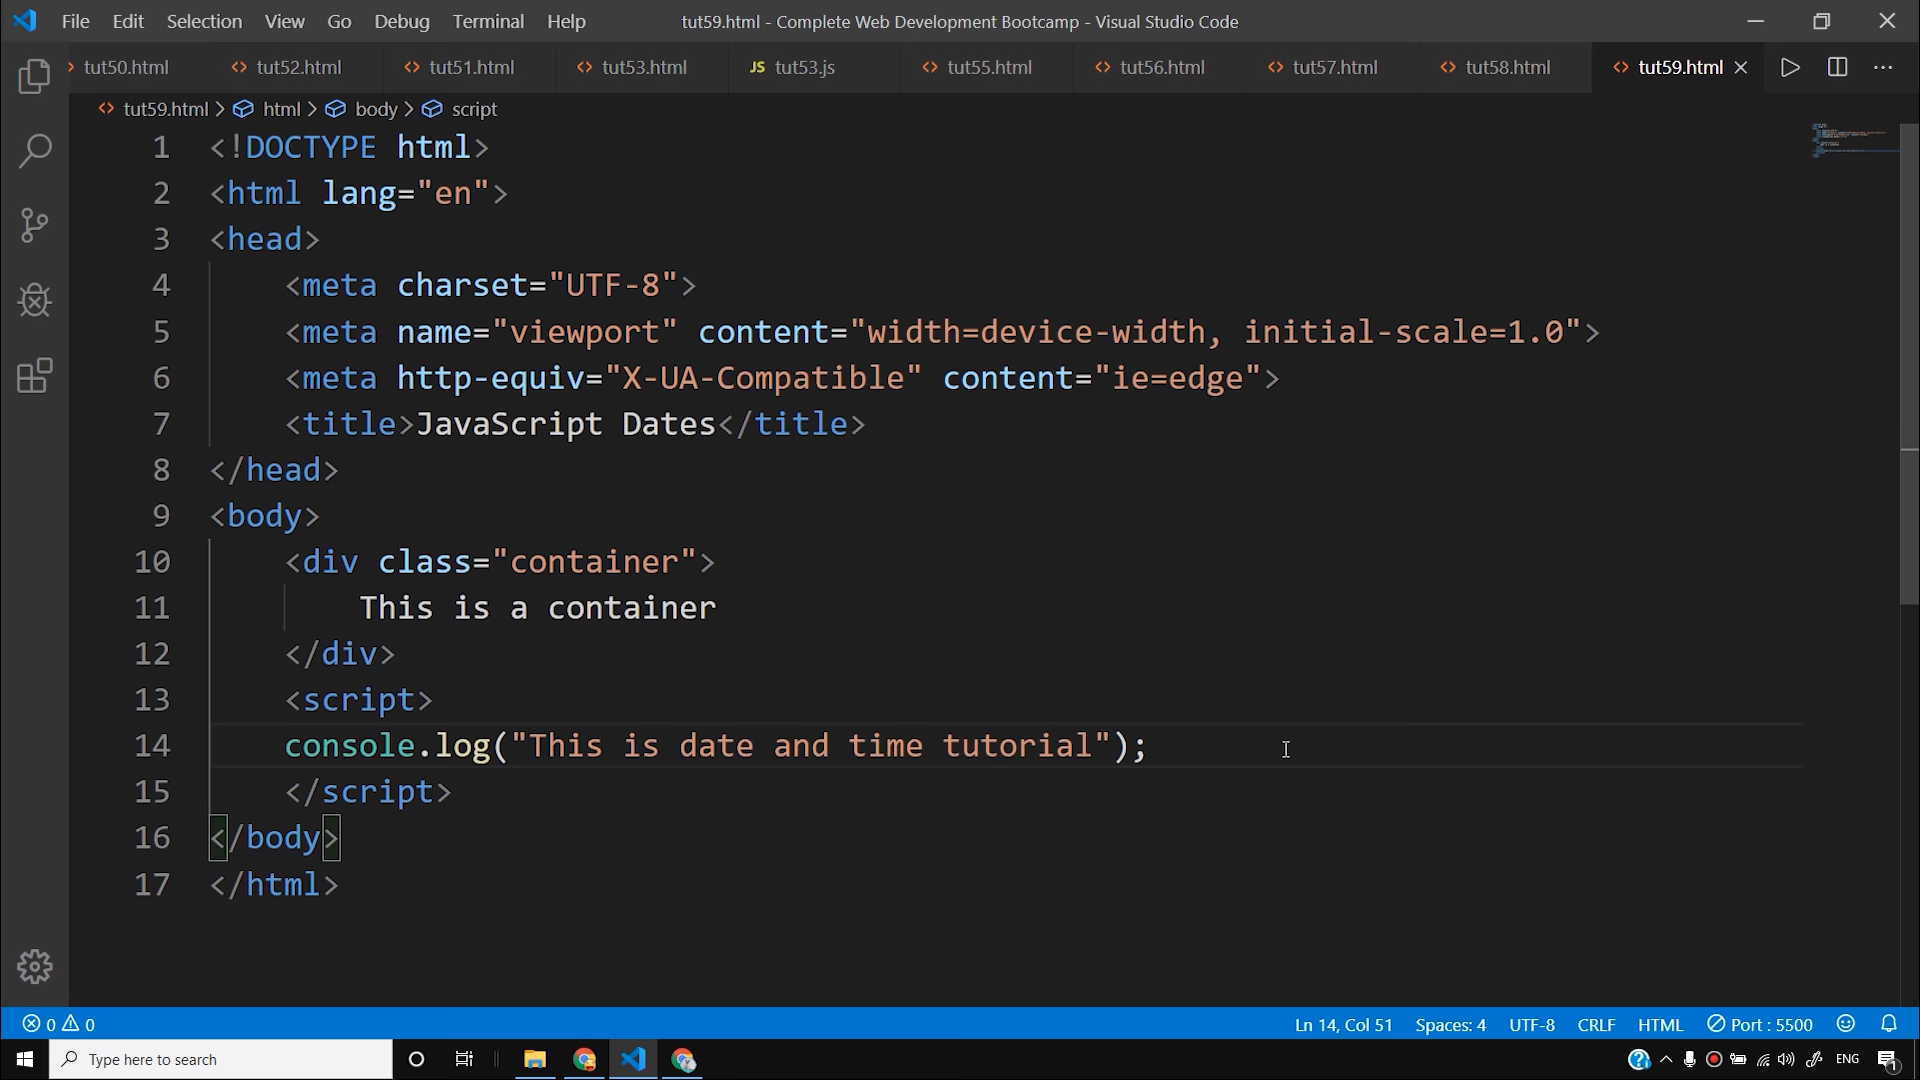 File Edit Selection View Go Debug Terminal Help tut59.html - Complete Web Development Bootcamp - Visual Studio Code
tut50.html tut52.html tut51.html tut53.html JS tut53.js tut55.html tut56.html tut57.html tut58.html tut59.html
tut59.html > html > body > script
1 <!DOCTYPE html>
2 <html lang="en">
3 <head>
4 <meta charset="UTF-8">
5 <meta name="viewport" content="width=device-width, initial-scale=1.0">
6 <meta http-equiv="X-UA-Compatible" content="ie=edge">
7 <title>JavaScript Dates</title>
8 </head>
9 <body>
10 <div class="container">
11 This is a container
12 </div>
13 <script>
14 console.log("This is date and time tutorial");
15 </script>
16 </body>
17 </html>
0 0 Ln 14, Col 51 Spaces: 4 UTF-8 CRLF HTML Port : 5500
Type here to search ENG 1